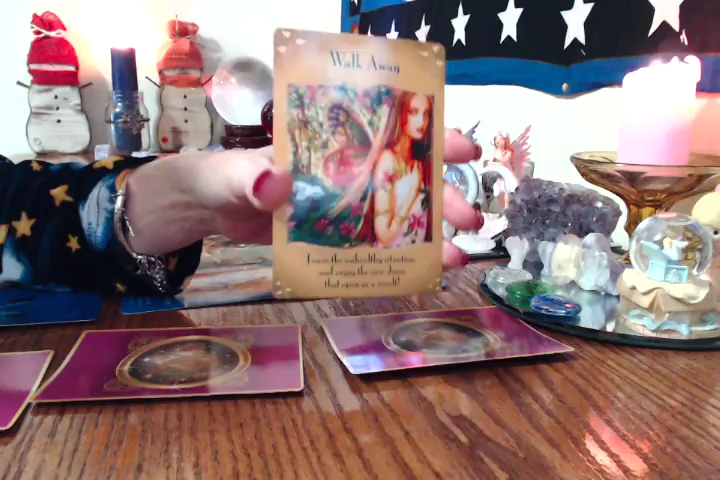 Walk Away
Leave the unhealthy situation,
and enjoy the new doors
that open as a result!